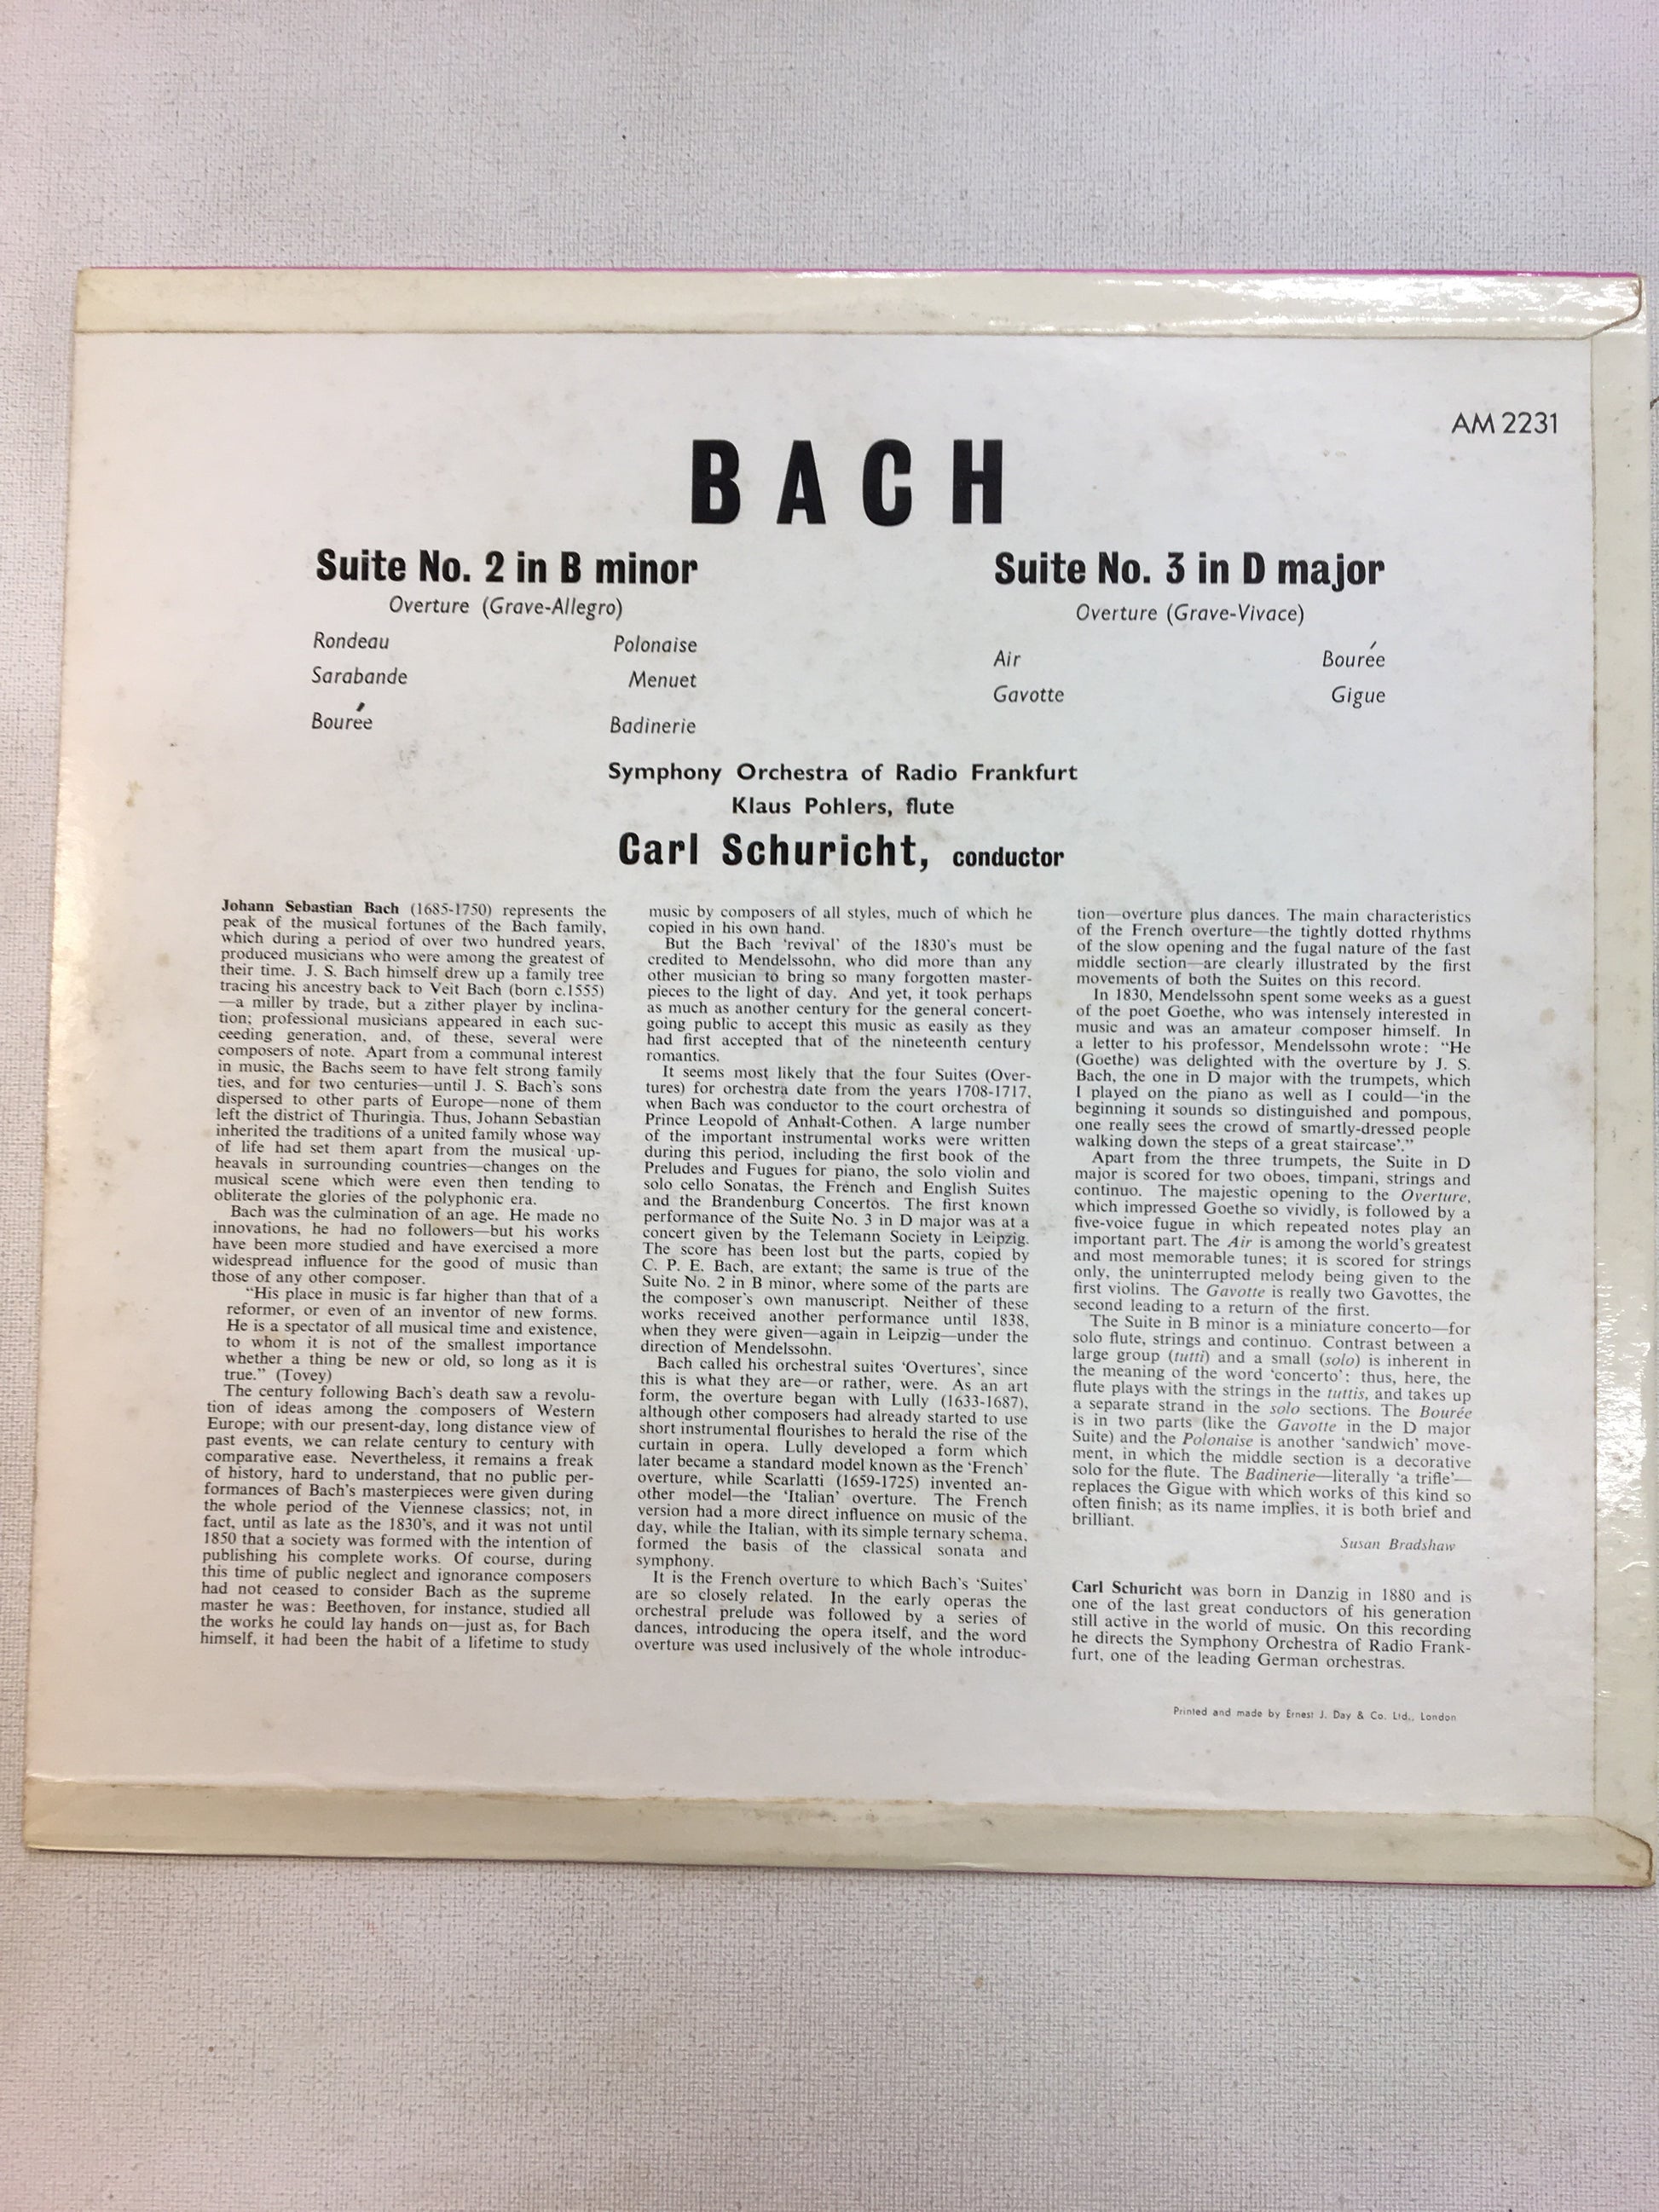 AM 2231
BACH
Suite No. 2 in B minor
Overture (Grave-Allegro)
Rondeau Polonaise
Sarabande Menuet
Bourée Badinerie
Suite No. 3 in D major
Overture (Grave-Vivace)
Air Bourée
Gavotte Gigue
Symphony Orchestra of Radio Frankfurt
Klaus Pohlers, flute
Carl Schuricht, conductor
Johann Sebastian Bach (1685-1750) represents the
peak of the musical fortunes of the Bach family,
which during a period of over two hundred years,
produced musicians who were among the greatest of
their time. J. S. Bach himself drew up a family tree
tracing his ancestry back to Veit Bach (born c.1555)
—a miller by trade, but a zither player by inclina-
tion; professional musicians appeared in each suc-
ceeding generation, and, of these, several were
composers of note. Apart from a communal interest
in music, the Bachs seem to have felt strong family
ties, and for two centuries—until J. S. Bach's sons
dispersed to other parts of Europe—none of them
left the district of Thuringia. Thus, Johann Sebastian
inherited the traditions of a united family whose way
of life had set them apart from the musical up-
heavals in surrounding countries—changes on the
musical scene which were even then tending to
obliterate the glories of the polyphonic era.
Bach was the culmination of an age. He made no
innovations, he had no followers—but his works
have been more studied and have exercised a more
widespread influence for the good of music than
those of any other composer.
"His place in music is far higher than that of a
reformer, or even of an inventor of new forms.
He is a spectator of all musical time and existence,
to whom it is not of the smallest importance
whether a thing be new or old, so long as it is
true." (Tovey)
The century following Bach's death saw a revolu-
tion of ideas among the composers of Western
Europe; with our present-day, long distance view of
past events, we can relate century to century with
comparative ease. Nevertheless, it remains a freak
of history, hard to understand, that no public per-
formances of Bach's masterpieces were given during
the whole period of the Viennese classics; not, in
fact, until as late as the 1830's, and it was not until
1850 that a society was formed with the intention of
publishing his complete works. Of course, during
this time of public neglect and ignorance composers
had not ceased to consider Bach as the supreme
master he was: Beethoven, for instance, studied all
the works he could lay hands on—just as, for Bach
himself, it had been the habit of a lifetime to study
music by composers of all styles, much of which he
copied in his own hand.
But the Bach 'revival' of the 1830's must be
credited to Mendelssohn, who did more than any
other musician to bring so many forgotten master-
pieces to the light of day. And yet, it took perhaps
as much as another century for the general concert-
going public to accept this music as easily as they
had first accepted that of the nineteenth century
romantics.
It seems most likely that the four Suites (Over-
tures) for orchestra date from the years 1708-1717,
when Bach was conductor to the court orchestra of
Prince Leopold of Anhalt-Cothen. A large number
of the important instrumental works were written
during this period, including the first book of the
Preludes and Fugues for piano, the solo violin and
solo cello Sonatas, the French and English Suites
and the Brandenburg Concertos. The first known
performance of the Suite No. 3 in D major was at a
concert given by the Telemann Society in Leipzig.
The score has been lost but the parts, copied by
C. P. E. Bach, are extant; the same is true of the
Suite No. 2 in B minor, where some of the parts are
the composer's own manuscript. Neither of these
works received another performance until 1838,
when they were given—again in Leipzig—under the
direction of Mendelssohn.
Bach called his orchestral suites 'Overtures', since
this is what they are—or rather, were. As an art
form, the overture began with Lully (1633-1687),
although other composers had already started to use
short instrumental flourishes to herald the rise of the
curtain in opera. Lully developed a form which
later became a standard model known as the 'French'
overture, while Scarlatti (1659-1725) invented an-
other model—the 'Italian' overture. The French
version had a more direct influence on music of the
day, while the Italian, with its simple ternary schema,
formed the basis of the classical sonata and
symphony.
It is the French overture to which Bach's 'Suites'
are so closely related. In the early operas the
orchestral prelude was followed by a series of
dances, introducing the opera itself, and the word
overture was used inclusively of the whole introduc-
tion—overture plus dances. The main characteristics
of the French overture—the tightly dotted rhythms
of the slow opening and the fugal nature of the fast
middle section—are clearly illustrated by the first
movements of both the Suites on this record.
In 1830, Mendelssohn spent some weeks as a guest
of the poet Goethe, who was intensely interested in
music and was an amateur composer himself. In
a letter to his professor, Mendelssohn wrote: "He
(Goethe) was delighted with the overture by J. S.
Bach, the one in D major with the trumpets, which
I played on the piano as well as I could—'in the
beginning it sounds so distinguished and pompous,
one really sees the crowd of smartly-dressed people
walking down the steps of a great staircase'."
Apart from the three trumpets, the Suite in D
major is scored for two oboes, timpani, strings and
continuo. The majestic opening to the Overture,
which impressed Goethe so vividly, is followed by a
five-voice fugue in which repeated notes play an
important part. The Air is among the world's greatest
and most memorable tunes; it is scored for strings
only, the uninterrupted melody being given to the
first violins. The Gavotte is really two Gavottes, the
second leading to a return of the first.
The Suite in B minor is a miniature concerto—for
solo flute, strings and continuo. Contrast between a
large group (tutti) and a small (solo) is inherent in
the meaning of the word 'concerto': thus, here, the
flute plays with the strings in the tuttis, and takes up
a separate strand in the solo sections. The Bourée
is in two parts (like the Gavotte in the D major
Suite) and the Polonaise is another 'sandwich' move-
ment, in which the middle section is a decorative
solo for the flute. The Badinerie—literally 'a trifle'—
replaces the Gigue with which works of this kind so
often finish; as its name implies, it is both brief and
brilliant.
Susan Bradshaw
Carl Schuricht was born in Danzig in 1880 and is
one of the last great conductors of his generation
still active in the world of music. On this recording
he directs the Symphony Orchestra of Radio Frank-
furt, one of the leading German orchestras.
Printed and made by Ernest J. Day & Co. Ltd., London